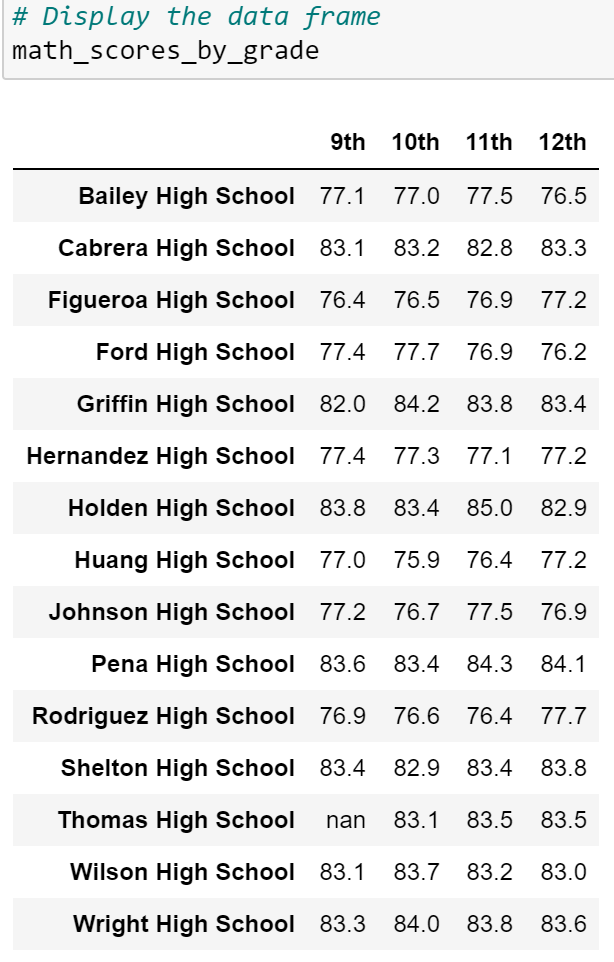 # Display the data frame
math_scores_by_grade
9th 10th 11th 12th
Bailey High School 77.1 77.0 77.5 76.5
Cabrera High School 83.1 83.2 82.8 83.3
Figueroa High School 76.4 76.5 76.9 77.2
Ford High School 77.4 77.7 76.9 76.2
Griffin High School 82.0 84.2 83.8 83.4
Hernandez High School 77.4 77.3 77.1 77.2
Holden High School 83.8 83.4 85.0 82.9
Huang High School 77.0 75.9 76.4 77.2
Johnson High School 77.2 76.7 77.5 76.9
Pena High School 83.6 83.4 84.3 84.1
Rodriguez High School 76.9 76.6 76.4 77.7
Shelton High School 83.4 82.9 83.4 83.8
Thomas High School nan 83.1 83.5 83.5
Wilson High School 83.1 83.7 83.2 83.0
Wright High School 83.3 84.0 83.8 83.6